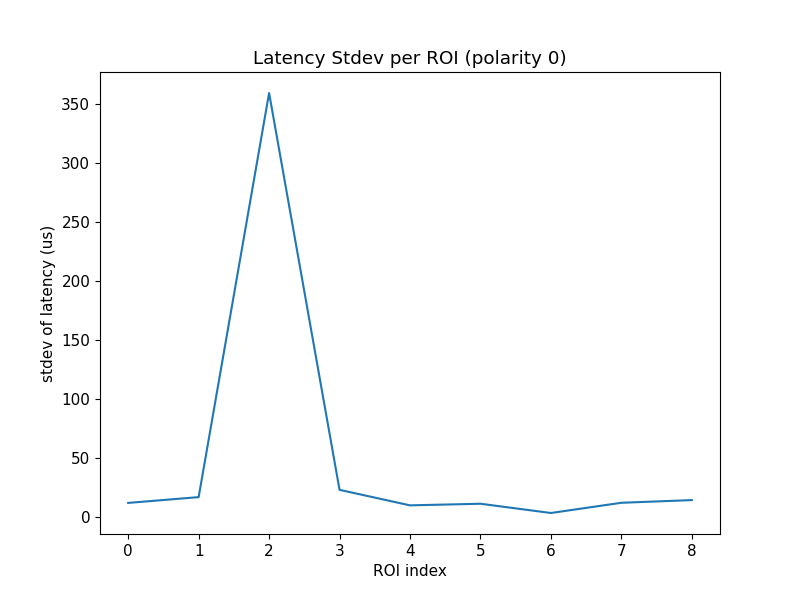 Latency Stdev per ROI (polarity 0)
350
300
250
200
150
100
50
0
stdev of latency (us)
0 1 2 3 4 5 6 7 8
ROI index